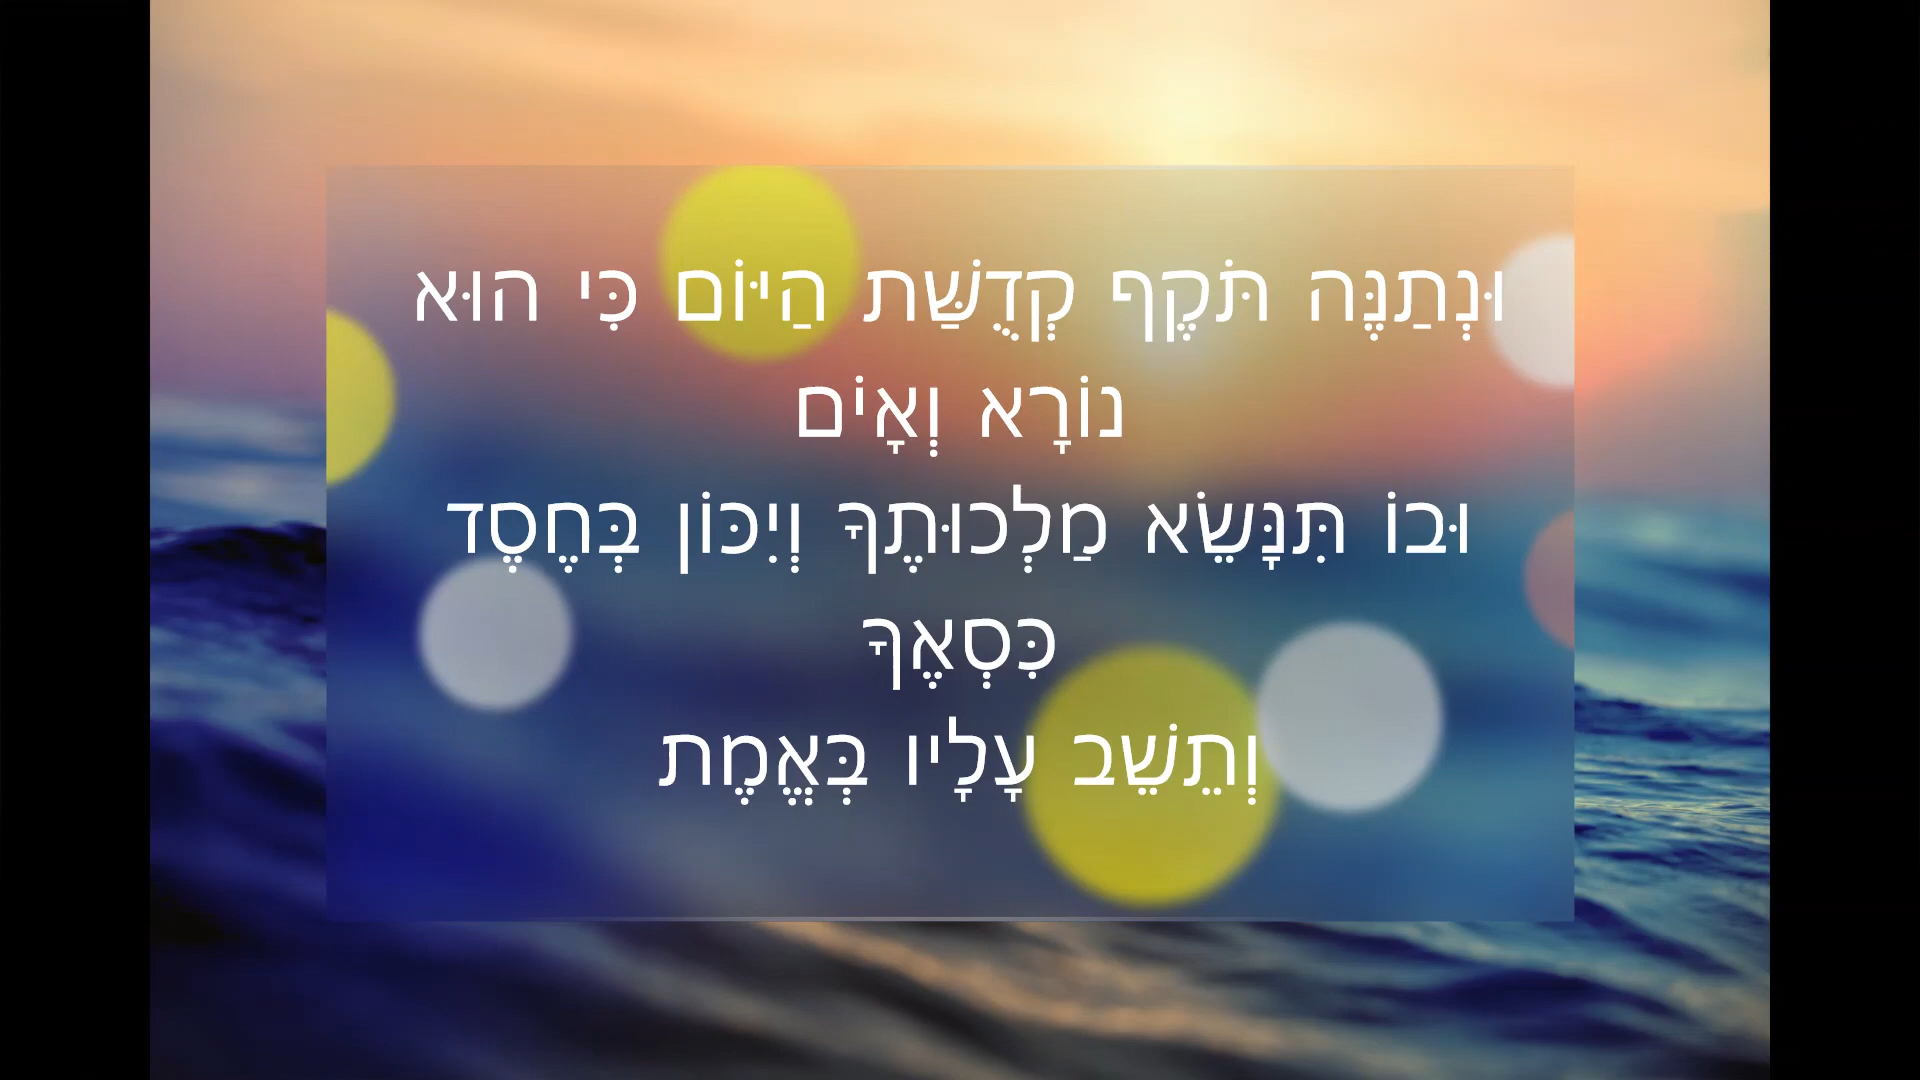 וּנְתַנֶּה תֹּקֶף קְדֻשַּׁת הַיּוֹם כִּי הוּא
נוֹרָא וְאָיֹם
וּבוֹ תִּנָּשֵׂא מַלְכוּתֶךָ וְיִכּוֹן בְּחֶסֶד
כִּסְאֶךָ
וְתֵשֵׁב עָלָיו בְּאֱמֶת